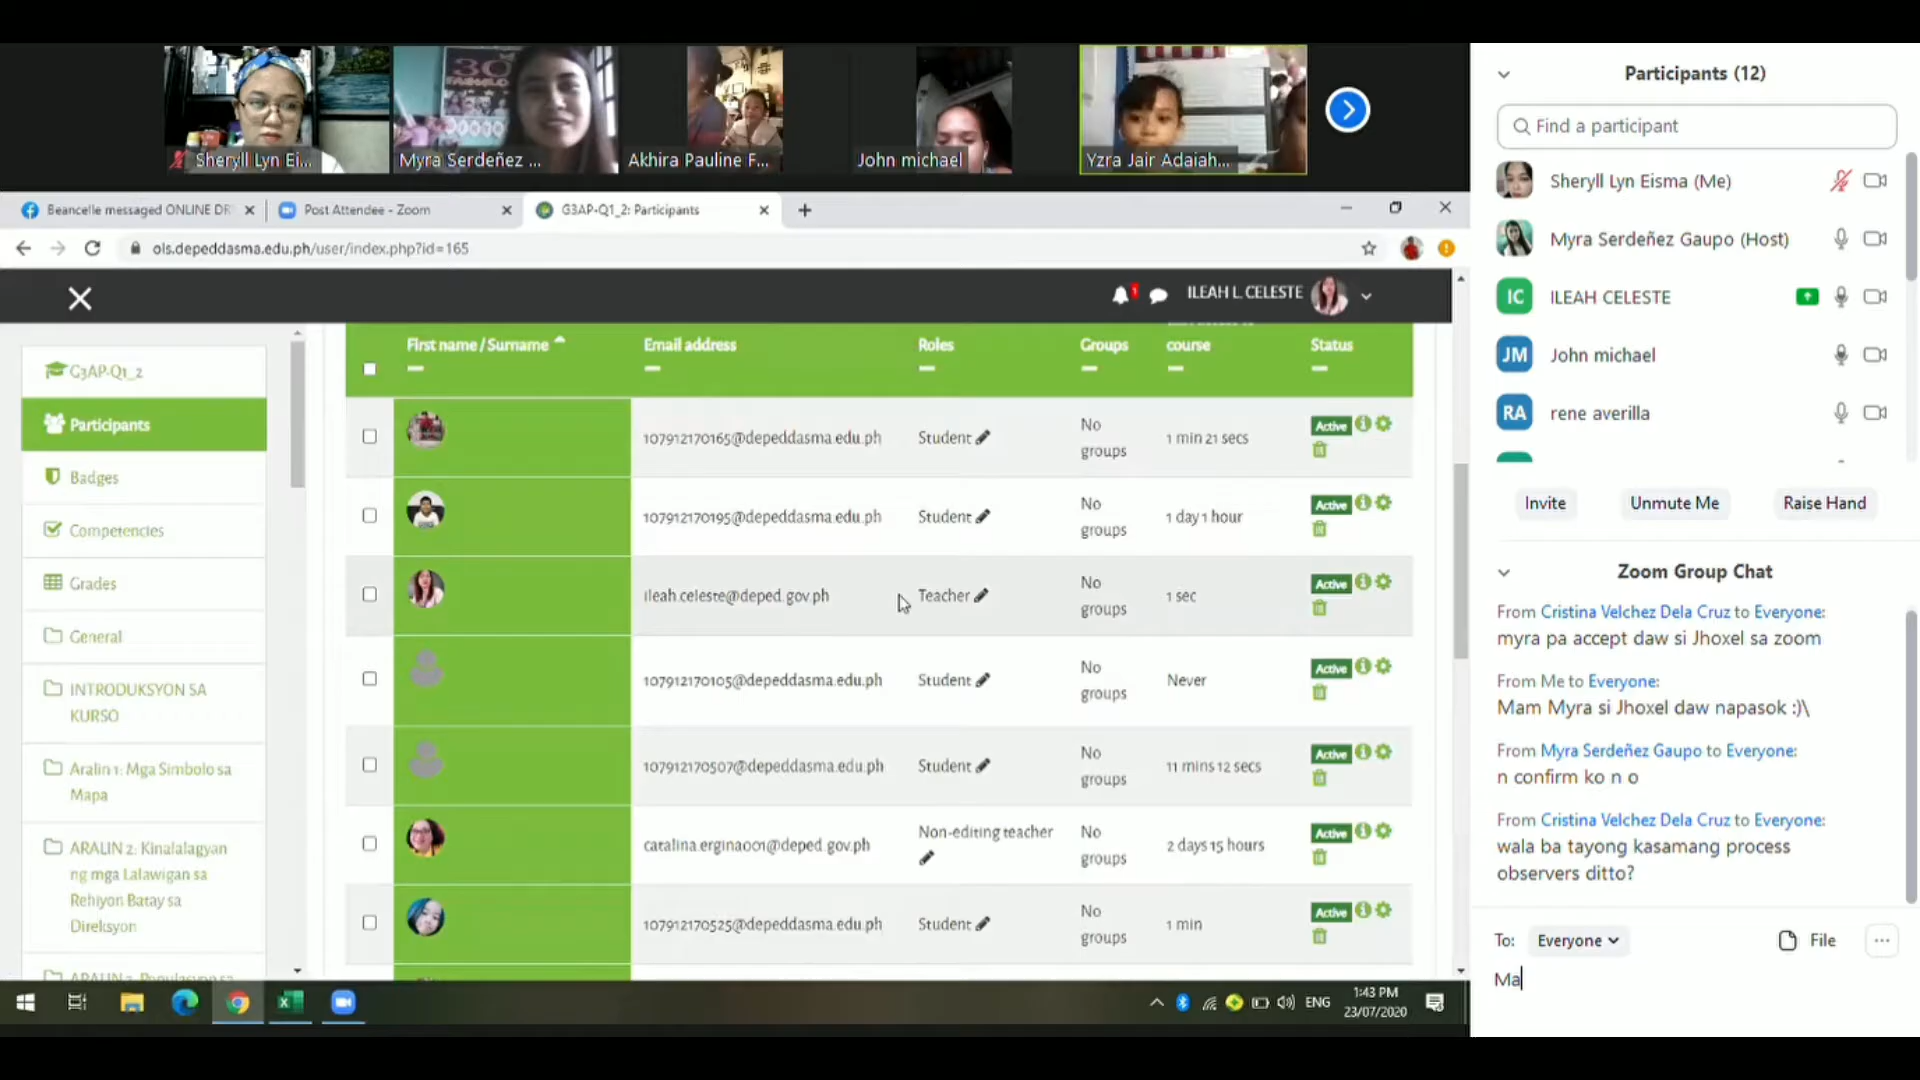 Sheryll Lyn Ei...
Myra Serdeñez ...
Akhira Pauline F...
John michael
Yzra Jair Adaiah...
Beancelle messaged ONLINE DR
Post Attendee - Zoom
G3AP-Q1_2: Participants
ols.depeddasma.edu.ph/user/index.php?id=165
1
ILEAH L. CELESTE
G3AP-Q1_2
Participants
Badges
Competencies
Grades
General
INTRODUKSYON SA
KURSO
Aralin 1: Mga Simbolo sa
Mapa
ARALIN 2: Kinalalagyan
ng mga Lalawigan sa
Rehiyon Batay sa
Direksyon
First name / Surname
Email address
Roles
Groups
course
Status
107912170165@depeddasma.edu.ph
Student
No
groups
1 min 21 secs
Active
107912170195@depeddasma.edu.ph
Student
No
groups
1 day 1 hour
Active
ileah.celeste@deped.gov.ph
Teacher
No
groups
1 sec
Active
107912170105@depeddasma.edu.ph
Student
No
groups
Never
Active
107912170507@depeddasma.edu.ph
Student
No
groups
11 mins 12 secs
Active
catalina.ergina001@deped.gov.ph
Non-editing teacher
No
groups
2 days 15 hours
Active
107912170525@depeddasma.edu.ph
Student
No
groups
1 min
Active
ENG
1:43 PM
23/07/2020
Participants (12)
Find a participant
Sheryll Lyn Eisma (Me)
Myra Serdeñez Gaupo (Host)
IC
ILEAH CELESTE
JM
John michael
RA
rene averilla
Invite
Unmute Me
Raise Hand
Zoom Group Chat
From Cristina Velchez Dela Cruz to Everyone:
myra pa accept daw si Jhoxel sa zoom
From Me to Everyone:
Mam Myra si Jhoxel daw napasok :)\
From Myra Serdeñez Gaupo to Everyone:
n confirm ko n o
From Cristina Velchez Dela Cruz to Everyone:
wala ba tayong kasamang process
observers ditto?
To:
Everyone
File
Ma